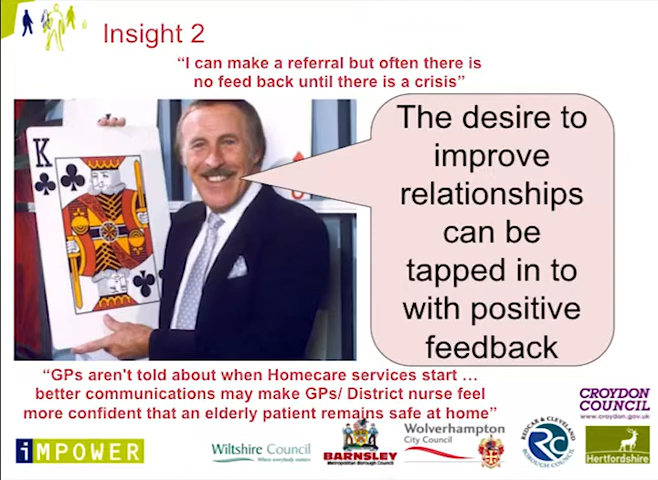 Insight 2
“I can make a referral but often there is
no feed back until there is a crisis”
K
The desire to
improve
relationships
can be
tapped in to
with positive
feedback
“GPs aren't told about when Homecare services start ...
better communications may make GPs/ District nurse feel
more confident that an elderly patient remains safe at home”
iMPOWER
Wiltshire Council
Where everybody matters
BARNSLEY
Metropolitan Borough Council
Wolverhampton
City Council
REDCAR & CLEVELAND
RC
BOROUGH COUNCIL
CROYDON
COUNCIL
www.croydon.gov.uk
Hertfordshire